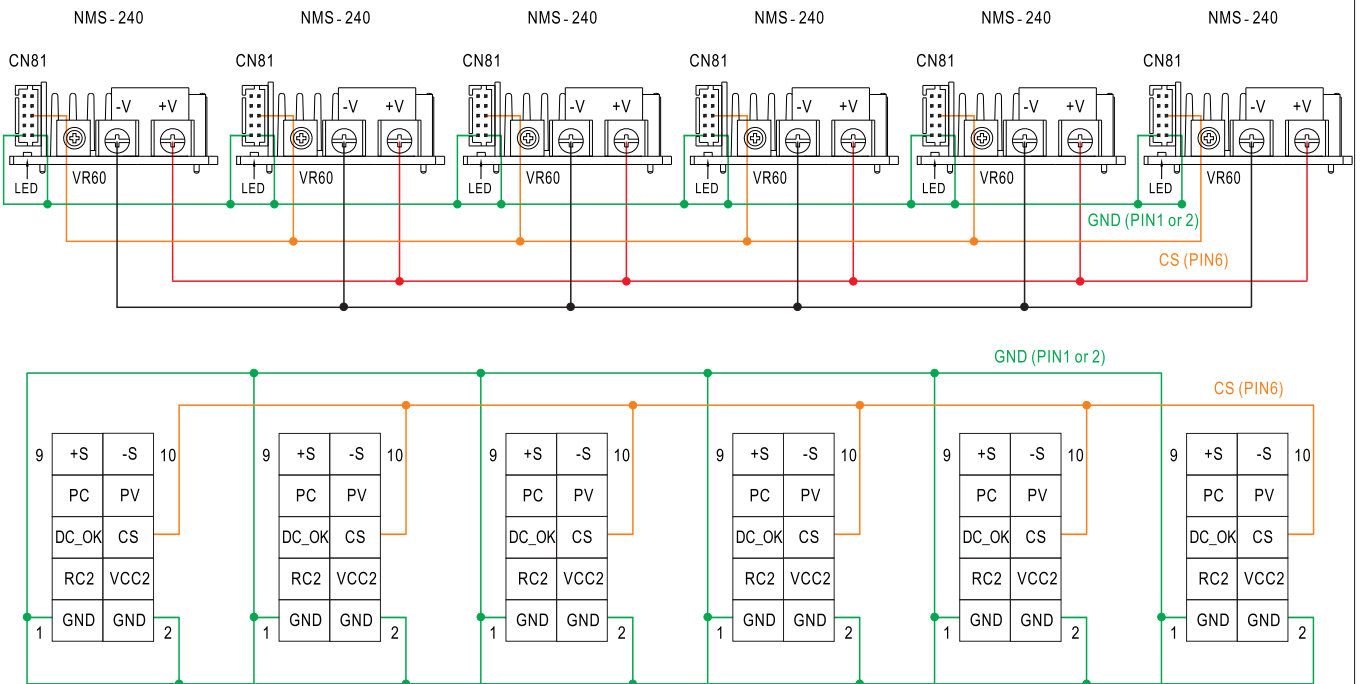 NMS-240 NMS-240 NMS-240 NMS-240 NMS-240 NMS-240
CN81 CN81 CN81 CN81 CN81 CN81
-V +V -V +V -V +V -V +V -V +V -V +V
LED VR60 LED VR60 LED VR60 LED VR60 LED VR60 LED VR60
GND (PIN1 or 2)
CS (PIN6)
GND (PIN1 or 2)
CS (PIN6)
9 +S -S 10 9 +S -S 10 9 +S -S 10 9 +S -S 10 9 +S -S 10 9 +S -S 10
PC PV PC PV PC PV PC PV PC PV PC PV
DC_OK CS DC_OK CS DC_OK CS DC_OK CS DC_OK CS DC_OK CS
RC2 VCC2 RC2 VCC2 RC2 VCC2 RC2 VCC2 RC2 VCC2 RC2 VCC2
1 GND GND 2 1 GND GND 2 1 GND GND 2 1 GND GND 2 1 GND GND 2 1 GND GND 2